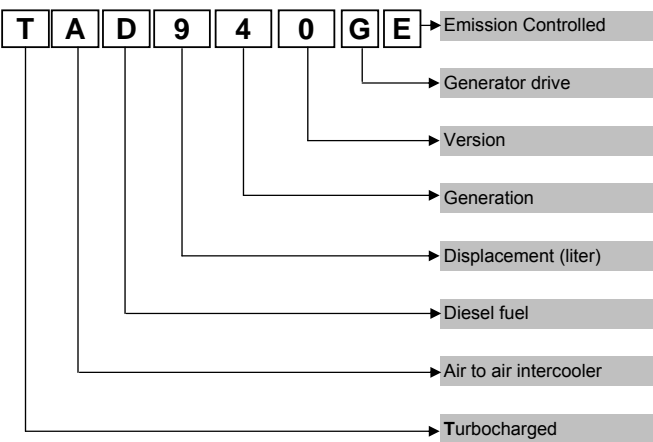 T A D 9 4 0 G E
Emission Controlled
Generator drive
Version
Generation
Displacement (liter)
Diesel fuel
Air to air intercooler
Turbocharged